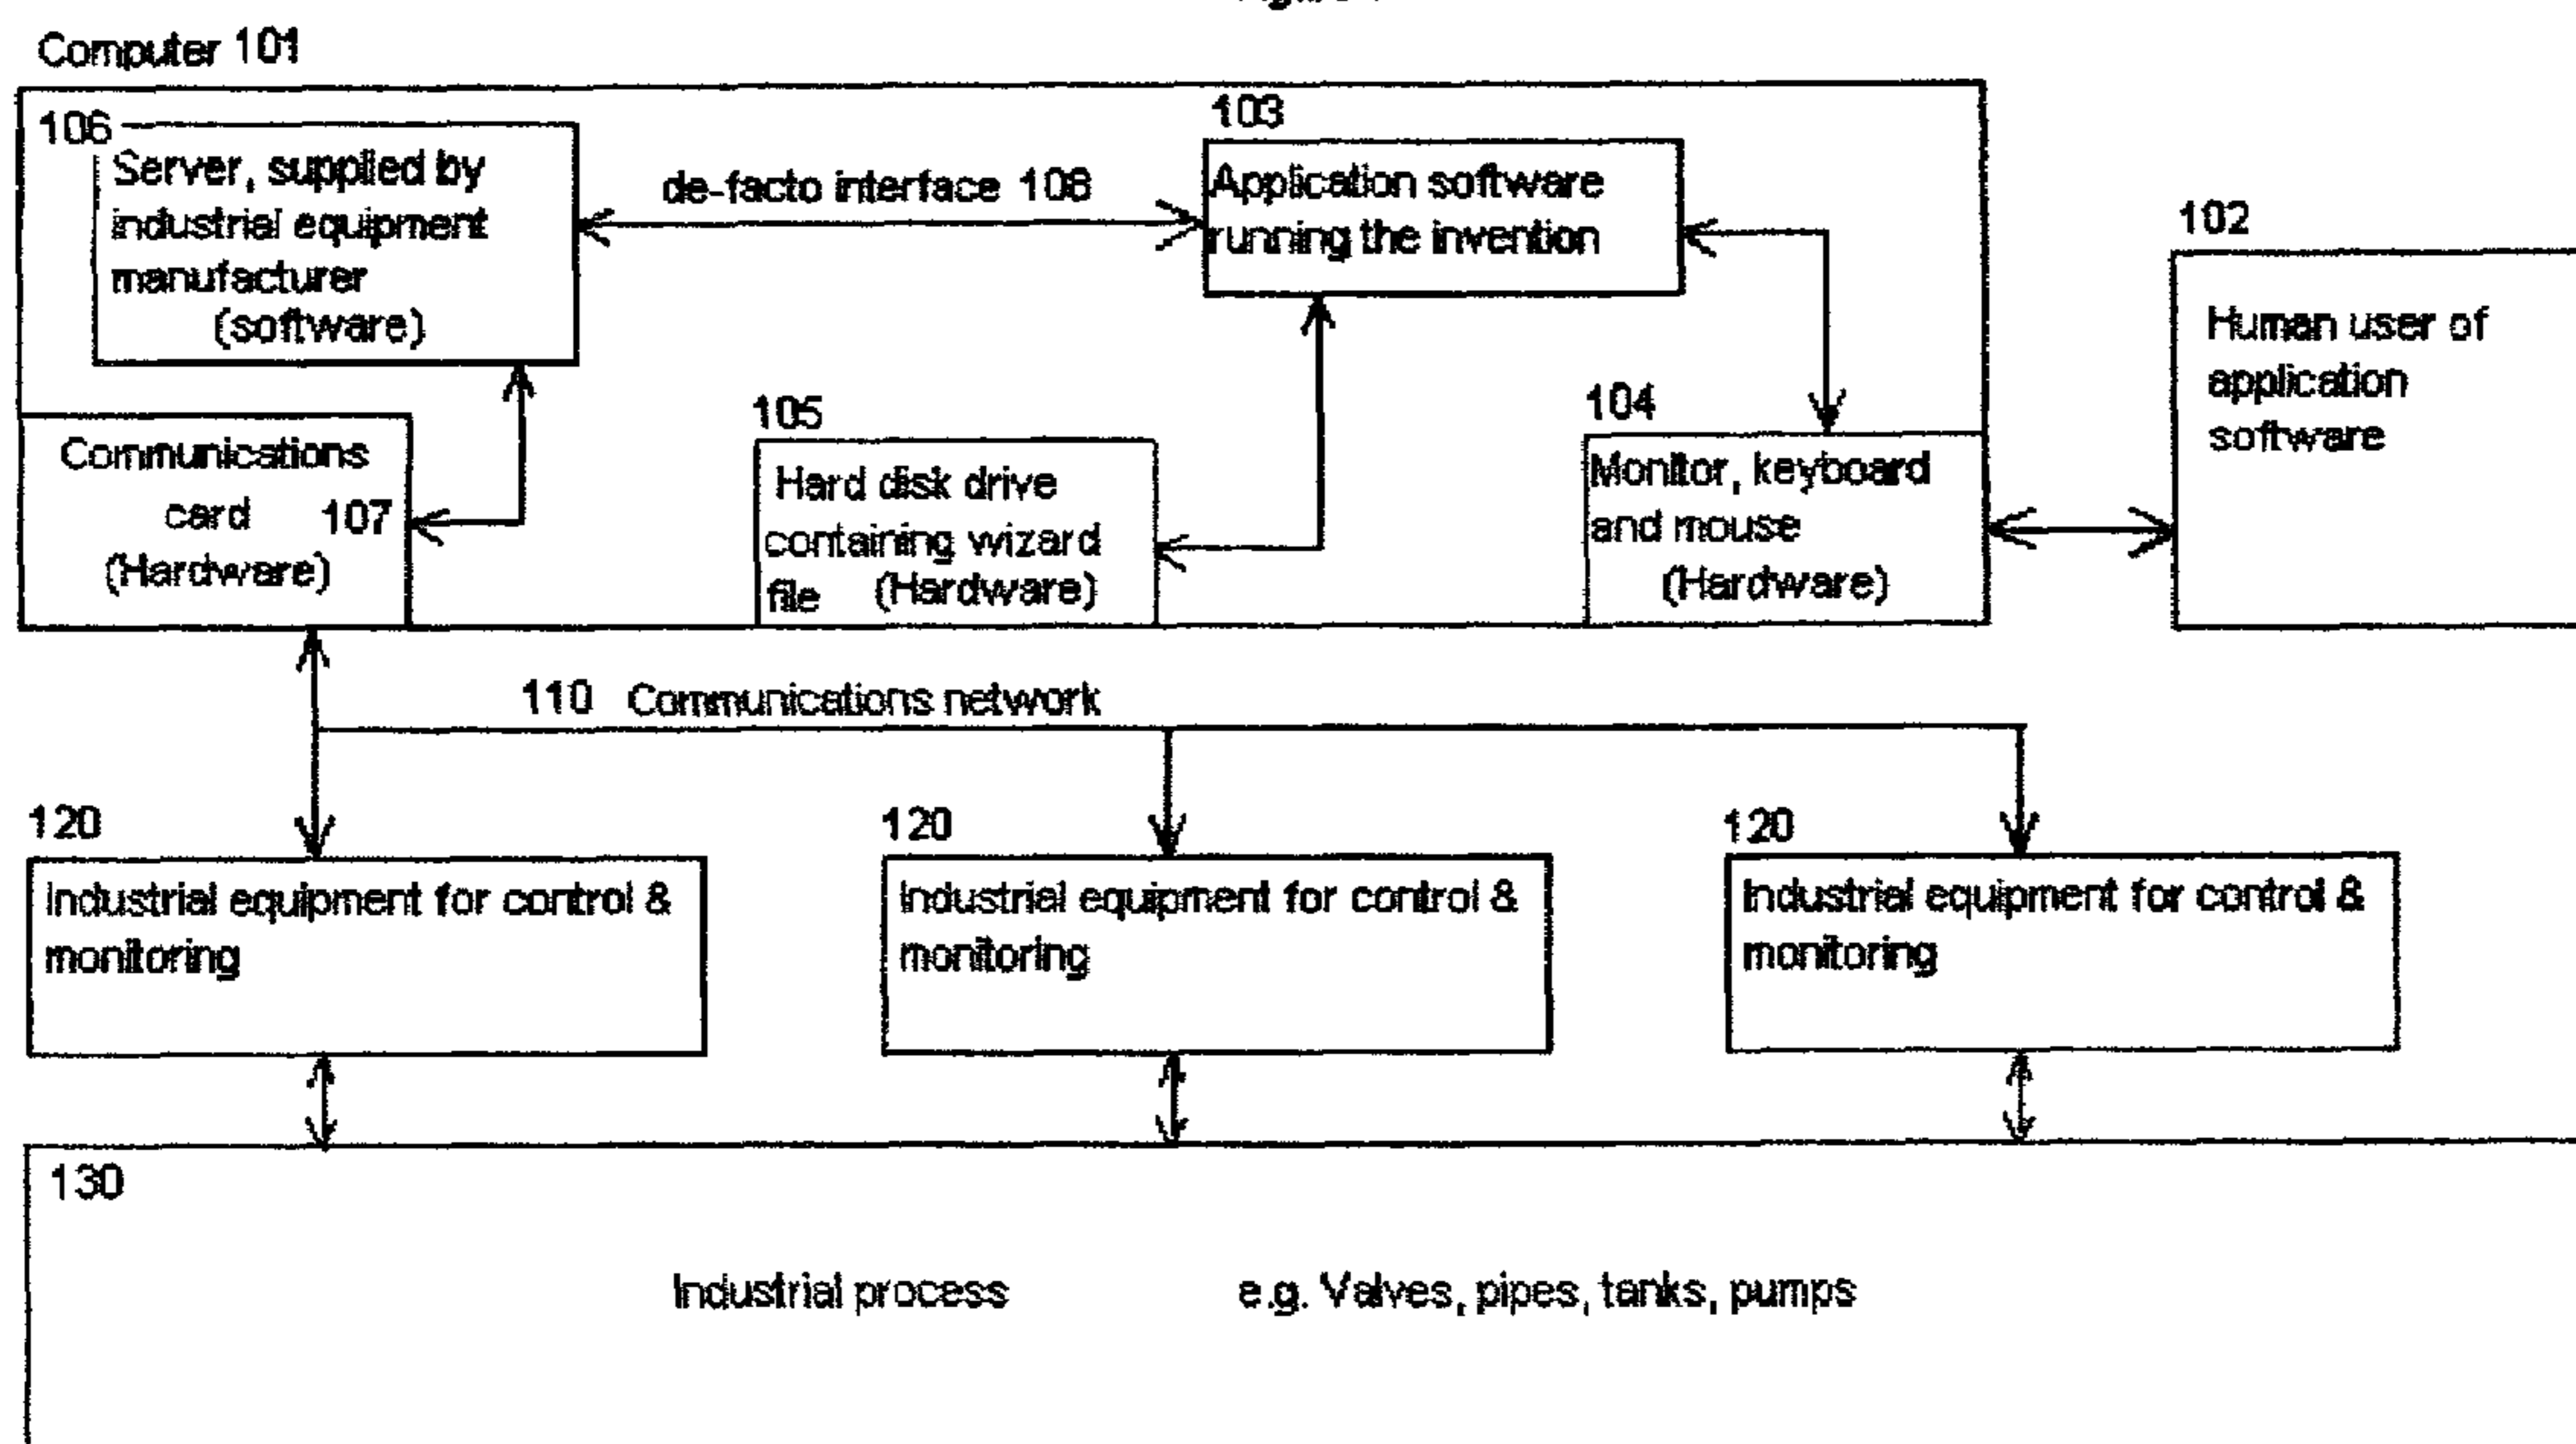 Computer 101
106
Server, supplied by
industrial equipment
manufacturer
(software)
de-facto interface 108
103
Application software
running the invention
102
Human user of
application
software
Communications
card 107
(Hardware)
105
Hard disk drive
containing wizard
file (Hardware)
104
Monitor, keyboard
and mouse
(Hardware)
110 Communications network
120
Industrial equipment for control &
monitoring
120
Industrial equipment for control &
monitoring
120
Industrial equipment for control &
monitoring
130
Industrial process e.g. Valves, pipes, tanks, pumps